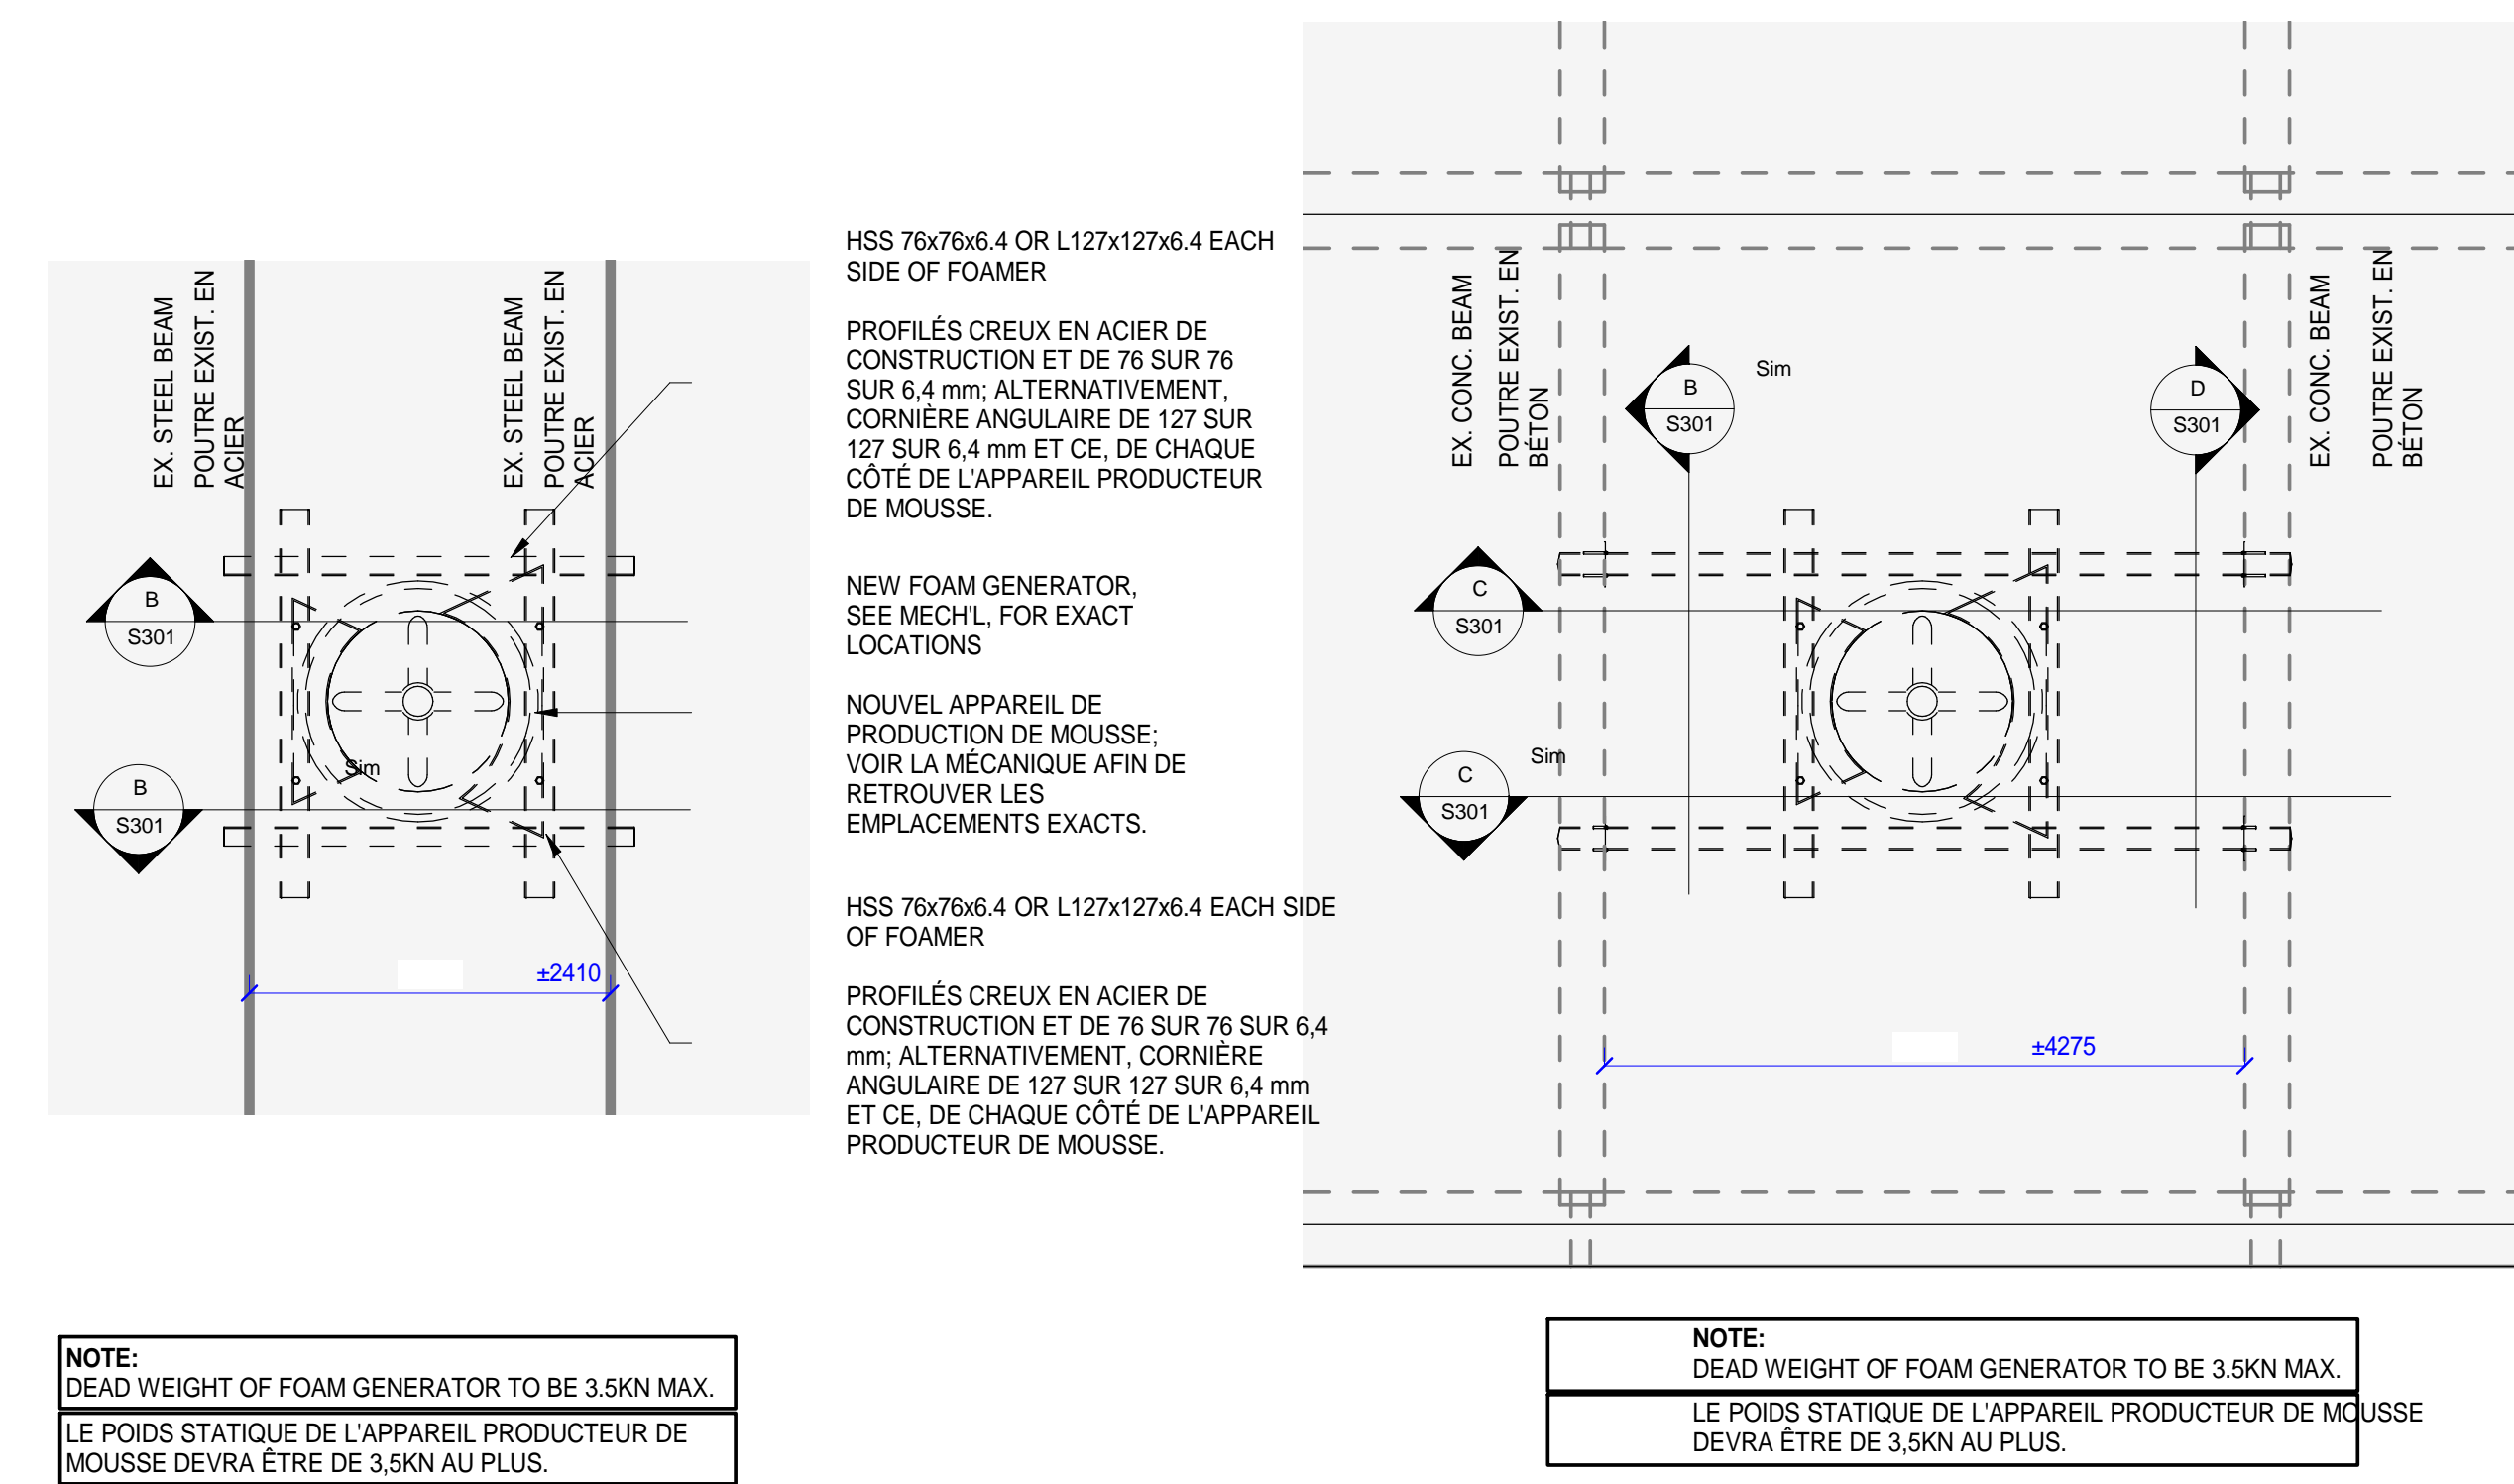 EX. STEEL BEAM
POUTRE EXIST. EN
ACIER
EX. STEEL BEAM
POUTRE EXIST. EN
ACIER
B
S301
B
S301
Sim
±2410
HSS 76x76x6.4 OR L127x127x6.4 EACH
SIDE OF FOAMER
PROFILÉS CREUX EN ACIER DE
CONSTRUCTION ET DE 76 SUR 76
SUR 6,4 mm; ALTERNATIVEMENT,
CORNIÈRE ANGULAIRE DE 127 SUR
127 SUR 6,4 mm ET CE, DE CHAQUE
CÔTÉ DE L'APPAREIL PRODUCTEUR
DE MOUSSE.
NEW FOAM GENERATOR,
SEE MECH'L, FOR EXACT
LOCATIONS
NOUVEL APPAREIL DE
PRODUCTION DE MOUSSE;
VOIR LA MÉCANIQUE AFIN DE
RETROUVER LES
EMPLACEMENTS EXACTS.
HSS 76x76x6.4 OR L127x127x6.4 EACH SIDE
OF FOAMER
PROFILÉS CREUX EN ACIER DE
CONSTRUCTION ET DE 76 SUR 76 SUR 6,4
mm; ALTERNATIVEMENT, CORNIÈRE
ANGULAIRE DE 127 SUR 127 SUR 6,4 mm
ET CE, DE CHAQUE CÔTÉ DE L'APPAREIL
PRODUCTEUR DE MOUSSE.
EX. CONC. BEAM
POUTRE EXIST. EN
BÉTON
B
S301
Sim
D
S301
EX. CONC. BEAM
POUTRE EXIST. EN
BÉTON
C
S301
C
S301
Sim
±4275
NOTE:
DEAD WEIGHT OF FOAM GENERATOR TO BE 3.5KN MAX.
LE POIDS STATIQUE DE L'APPAREIL PRODUCTEUR DE
MOUSSE DEVRA ÊTRE DE 3,5KN AU PLUS.
NOTE:
DEAD WEIGHT OF FOAM GENERATOR TO BE 3.5KN MAX.
LE POIDS STATIQUE DE L'APPAREIL PRODUCTEUR DE MOUSSE
DEVRA ÊTRE DE 3,5KN AU PLUS.